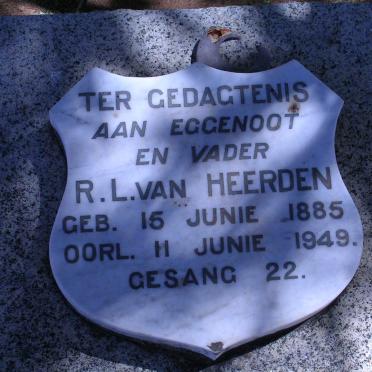 TER GEDAGTENIS
AAN EGGENOOT
EN VADER
R.L. VAN HEERDEN
GEB. 15 JUNIE 1885
OORL. 11 JUNIE 1949.
GESANG 22.